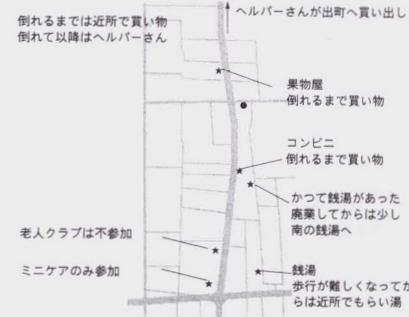 ヘルパーさんが出町へ買い出し
倒れるまでは近所で買い物
倒れて以降はヘルパーさん
果物屋
倒れるまで買い物
コンビニ
倒れるまで買い物
かつて銭湯があった
廃業してからは少し
南の銭湯へ
老人クラブは不参加
ミニケアのみ参加
銭湯
歩行が難しくなってか
らは近所でもらい湯